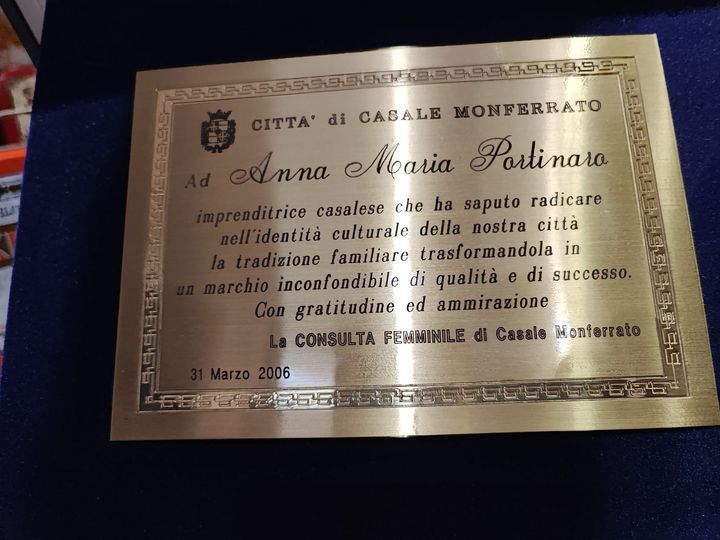 CITTA' di CASALE MONFERRATO
Ad Anna Maria Portinaro
imprenditrice casalese che ha saputo radicare
nell'identità culturale della nostra città
la tradizione familiare trasformandola in
un marchio inconfondibile di qualità e di successo.
Con gratitudine ed ammirazione
La CONSULTA FEMMINILE di Casale Monferrato
31 Marzo 2006